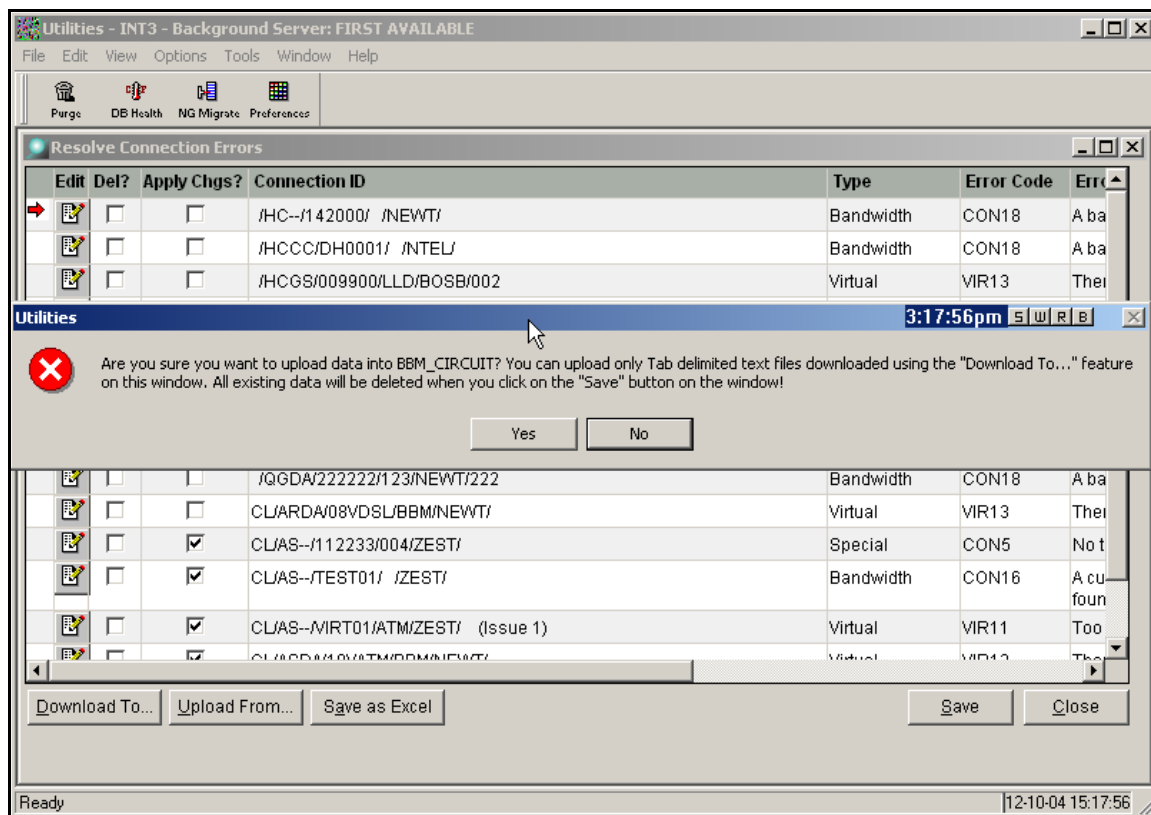 Utilities - INT3 - Background Server: FIRST AVAILABLE
File Edit View Options Tools Window Help
Purge DB Health NG Migrate Preferences
Resolve Connection Errors
Edit Del? Apply Chgs? Connection ID Type Error Code Erro
/HC--/142000/ /NEWT/ Bandwidth CON18 A ba
/HCCC/DH0001/ /NTEL/ Bandwidth CON18 A ba
/HCGS/009900/LLD/BOSB/002 Virtual VIR13 Ther
Utilities 3:17:56pm S W R B
Are you sure you want to upload data into BBM_CIRCUIT? You can upload only Tab delimited text files downloaded using the "Download To..." feature
on this window. All existing data will be deleted when you click on the "Save" button on the window!
Yes No
/QGDA/222222/123/NEWT/222 Bandwidth CON18 A ba
CL/ARDA/08VDSL/BBM/NEWT/ Virtual VIR13 Ther
CL/AS--/112233/004/ZEST/ Special CON5 No t
CL/AS--/TEST01/ /ZEST/ Bandwidth CON16 A cu
foun
CL/AS--/VIRT01/ATM/ZEST/ (Issue 1) Virtual VIR11 Too
Download To... Upload From... Save as Excel Save Close
Ready 12-10-04 15:17:56